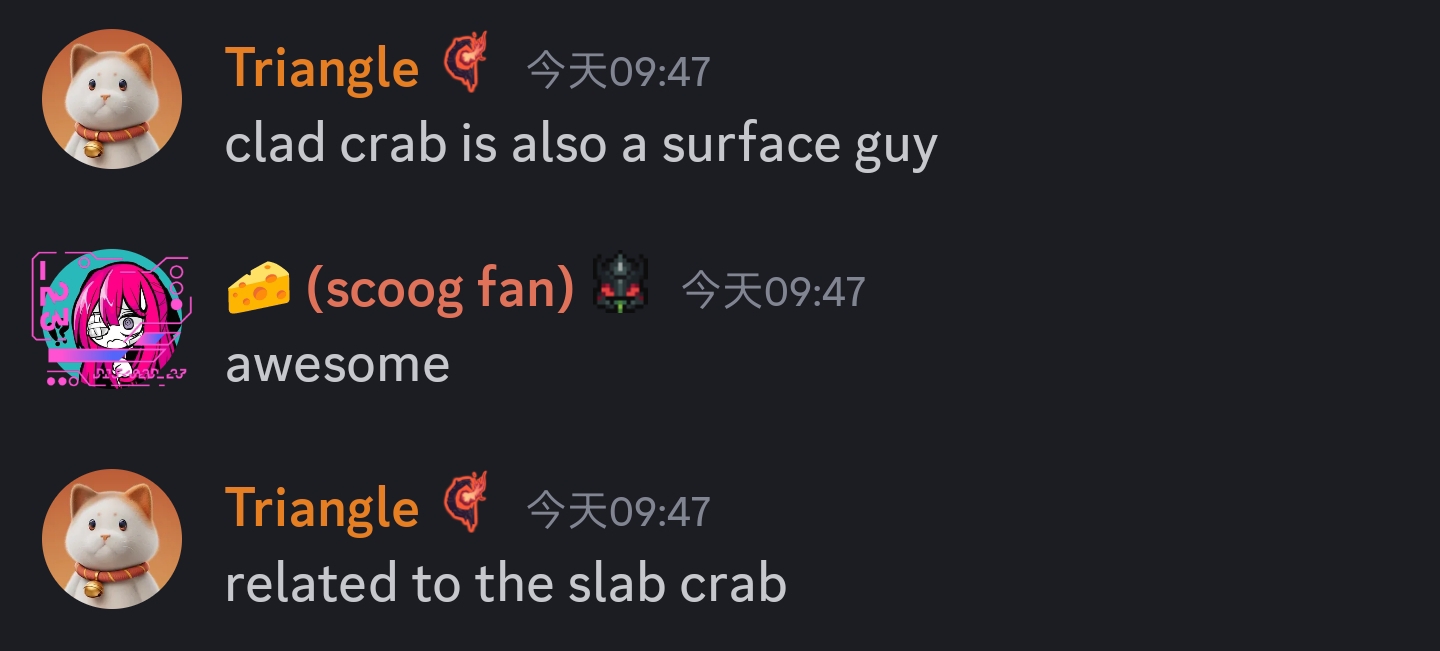 Triangle 今天09:47
clad crab is also a surface guy
🧀 (scoog fan) 今天09:47
awesome
Triangle 今天09:47
related to the slab crab